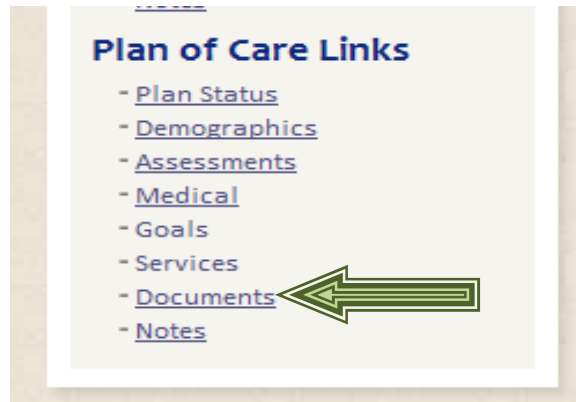 Plan of Care Links
- Plan Status
- Demographics
- Assessments
- Medical
- Goals
- Services
- Documents
- Notes